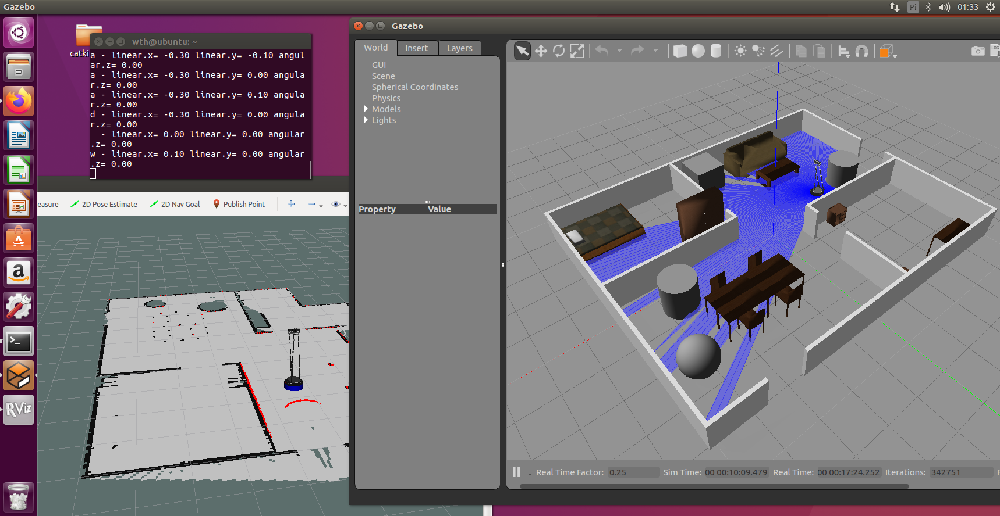 Gazebo
Pi
01:33
catki
wth@ubuntu: ~
a - linear.x= -0.30 linear.y= -0.10 angul
ar.z= 0.00
a - linear.x= -0.30 linear.y= 0.00 angula
r.z= 0.00
a - linear.x= -0.30 linear.y= 0.10 angula
r.z= 0.00
d - linear.x= -0.30 linear.y= 0.00 angula
r.z= 0.00
- linear.x= 0.00 linear.y= 0.00 angular
.z= 0.00
w - linear.x= 0.10 linear.y= 0.00 angular
.z= 0.00
easure 2D Pose Estimate 2D Nav Goal Publish Point
RViz
Gazebo
World Insert Layers
GUI
Scene
Spherical Coordinates
Physics
Models
Lights
Property Value
LOG
Real Time Factor: 0.25 Sim Time: 00 00:10:09.479 Real Time: 00 00:17:24.252 Iterations: 342751 F